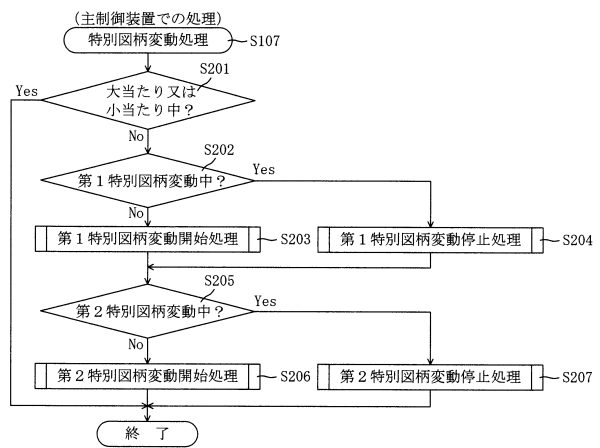 (主制御装置での処理)
特別図柄変動処理
S107
S201
Yes
大当たり又は
小当たり中？
No
S202
第１特別図柄変動中？
Yes
No
第１特別図柄変動開始処理
S203
第１特別図柄変動停止処理
S204
S205
第２特別図柄変動中？
Yes
No
第２特別図柄変動開始処理
S206
第２特別図柄変動停止処理
S207
終　了